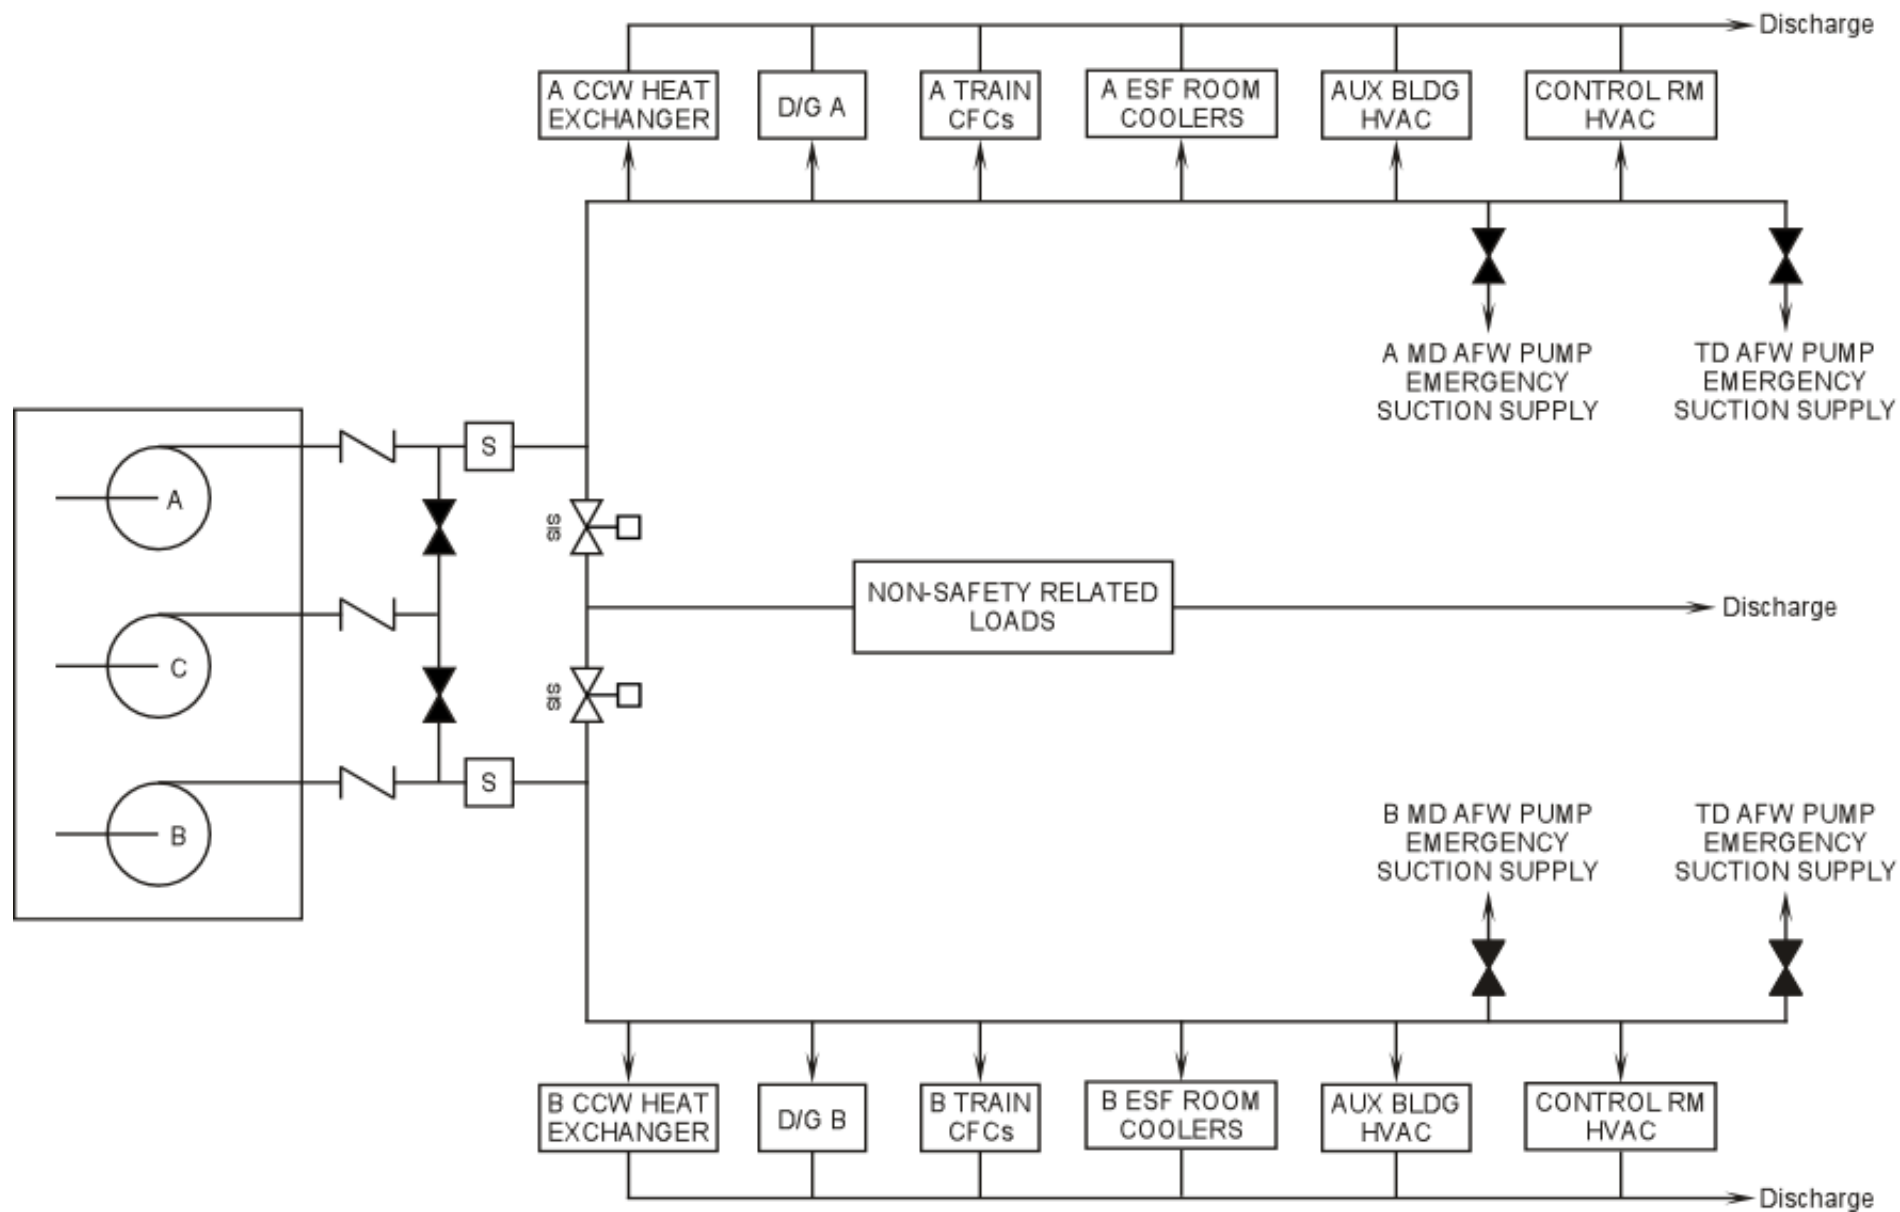 Discharge
A CCW HEAT
EXCHANGER
D/G A
A TRAIN
CFCs
A ESF ROOM
COOLERS
AUX BLDG
HVAC
CONTROL RM
HVAC
A MD AFW PUMP
EMERGENCY
SUCTION SUPPLY
TD AFW PUMP
EMERGENCY
SUCTION SUPPLY
S
A
SIS
NON-SAFETY RELATED
LOADS
Discharge
C
SIS
S
B
B MD AFW PUMP
EMERGENCY
SUCTION SUPPLY
TD AFW PUMP
EMERGENCY
SUCTION SUPPLY
B CCW HEAT
EXCHANGER
D/G B
B TRAIN
CFCs
B ESF ROOM
COOLERS
AUX BLDG
HVAC
CONTROL RM
HVAC
Discharge